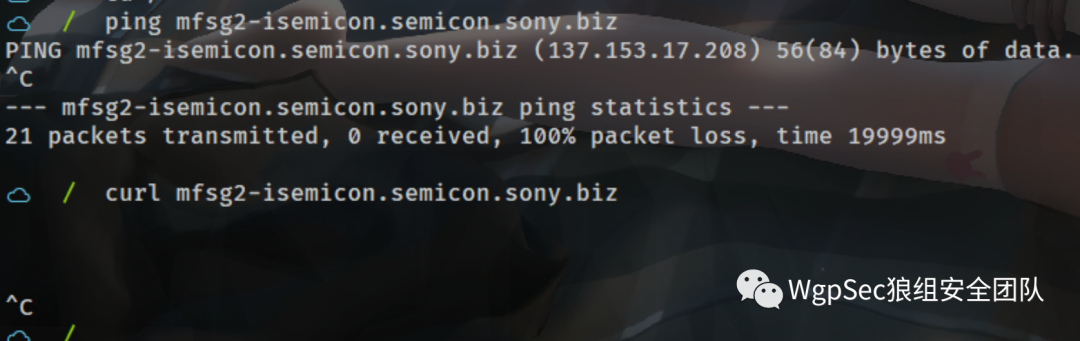 / ping mfsg2-isemicon.semicon.sony.biz
PING mfsg2-isemicon.semicon.sony.biz (137.153.17.208) 56(84) bytes of data.
^C
--- mfsg2-isemicon.semicon.sony.biz ping statistics ---
21 packets transmitted, 0 received, 100% packet loss, time 19999ms
/ curl mfsg2-isemicon.semicon.sony.biz
WgpSec狼组安全团队
^C
/